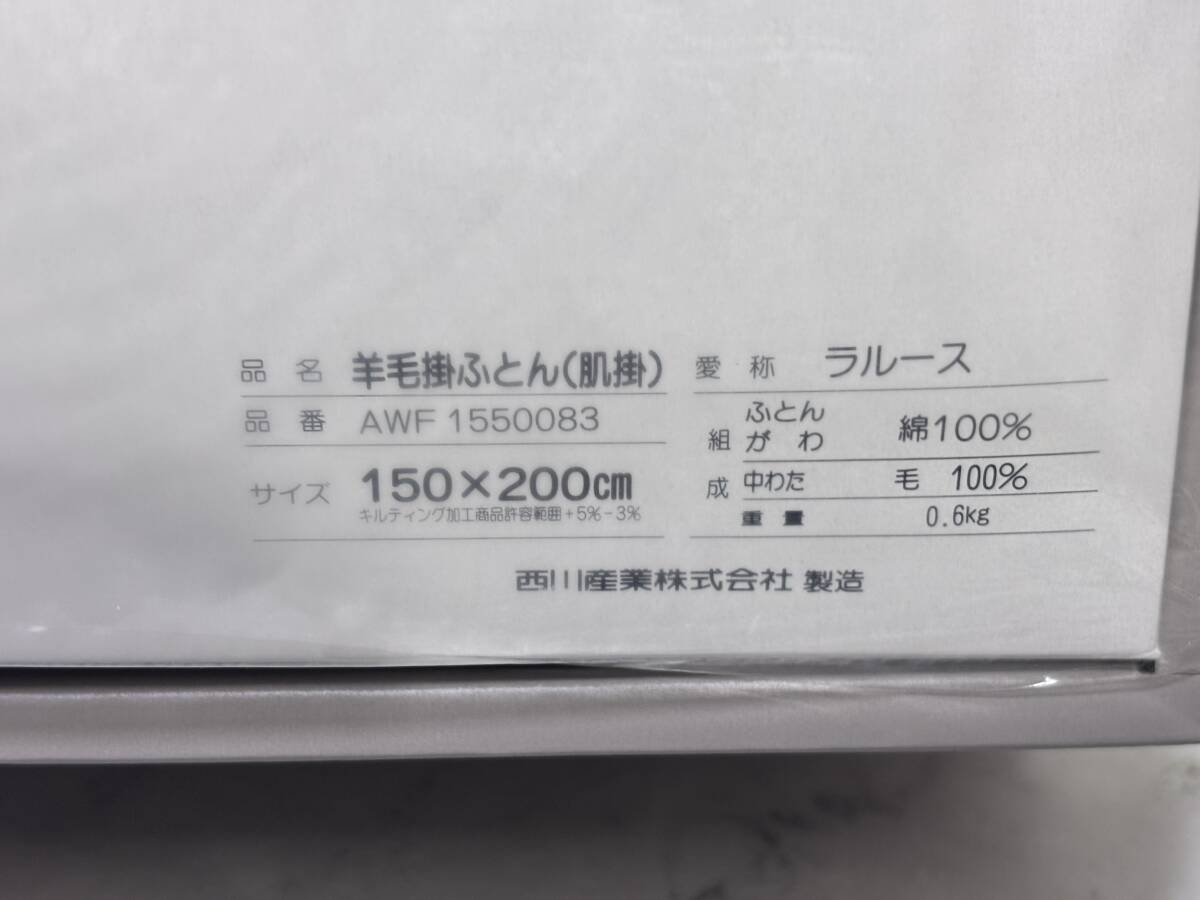 品名 羊毛掛ふとん(肌掛)
品番 AWF 1550083
サイズ 150×200cm
キルティング加工商品許容範囲+5%-3%
愛称 ラルース
組成 ふとんがわ 綿100%
中わた 毛 100%
重量 0.6kg
西川産業株式会社 製造